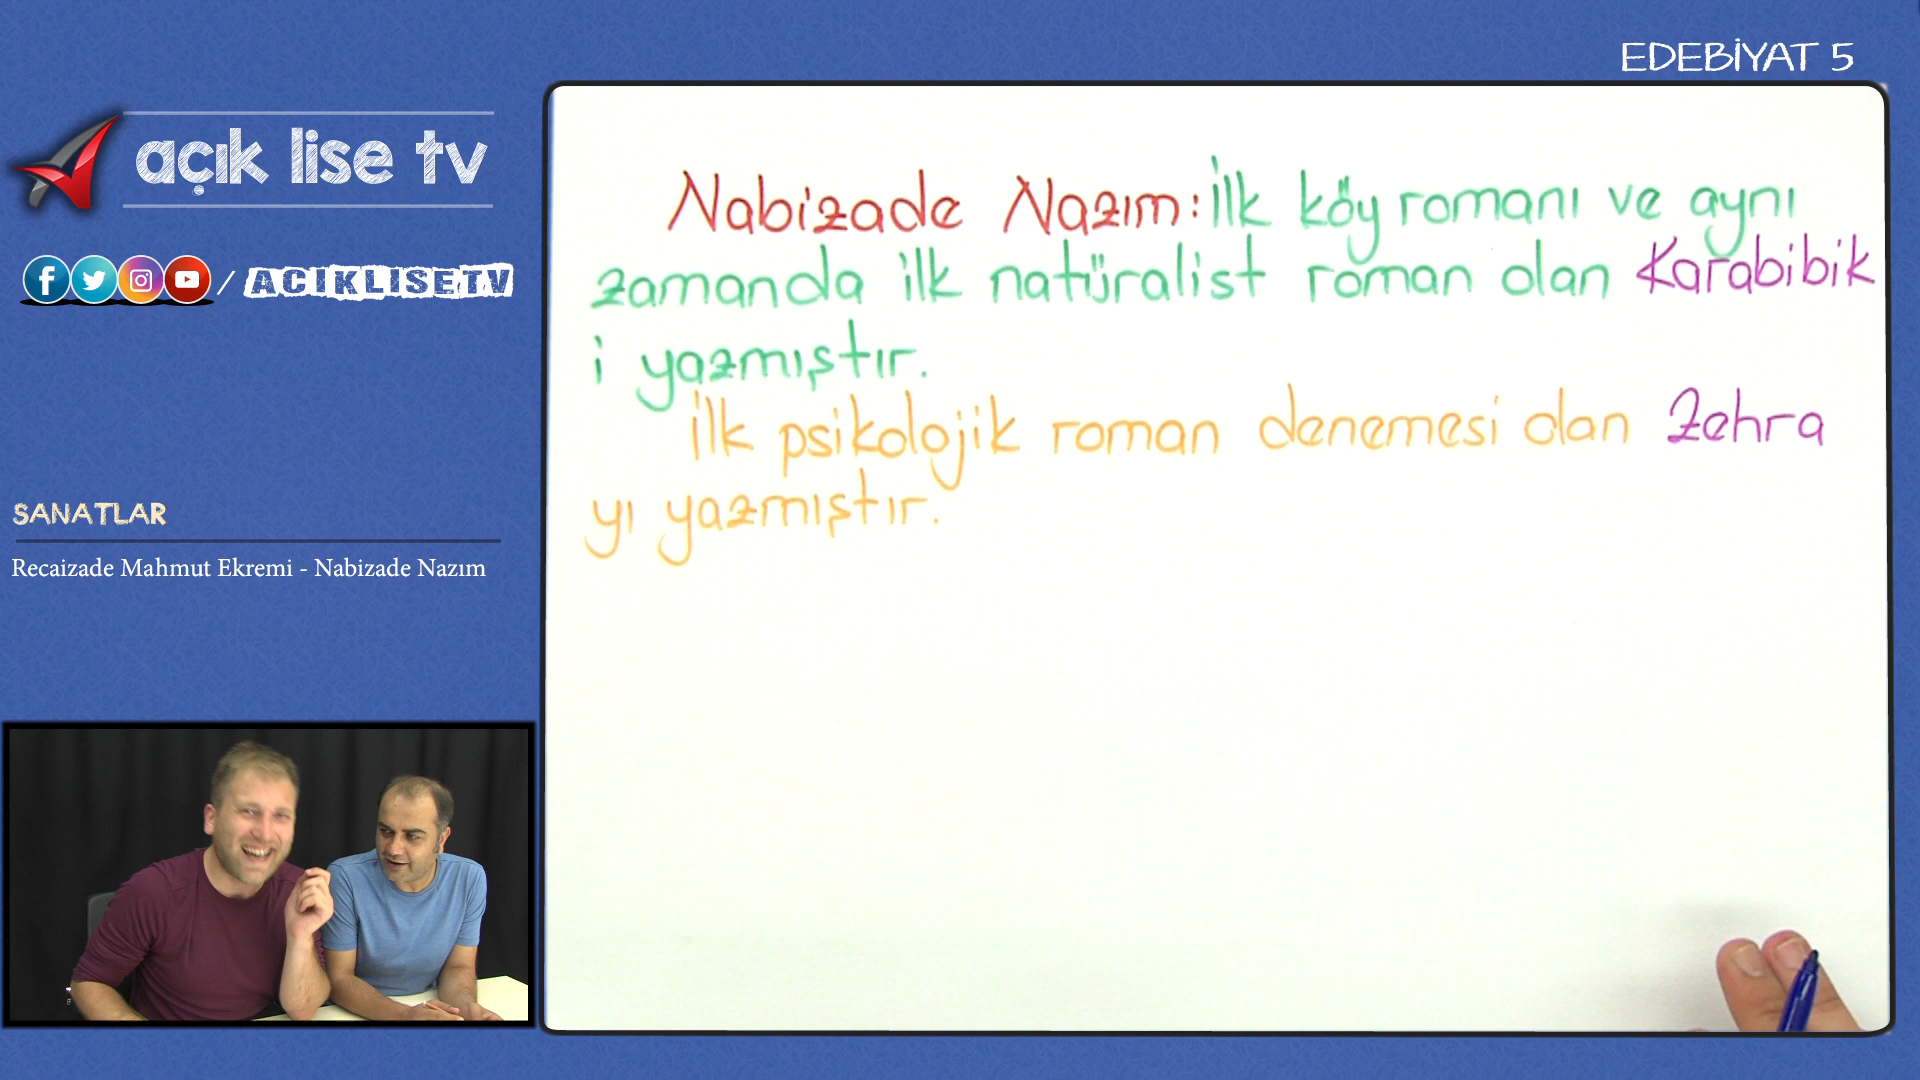 EDEBİYAT 5
açık lise tv
/ ACIKLISETV
SANATLAR
Recaizade Mahmut Ekremi - Nabizade Nazım
Nabizade Nazım: İlk köy romanı ve aynı
zamanda ilk natüralist roman olan Karabibik
i yazmıştır.
İlk psikolojik roman denemesi olan Zehra
yı yazmıştır.